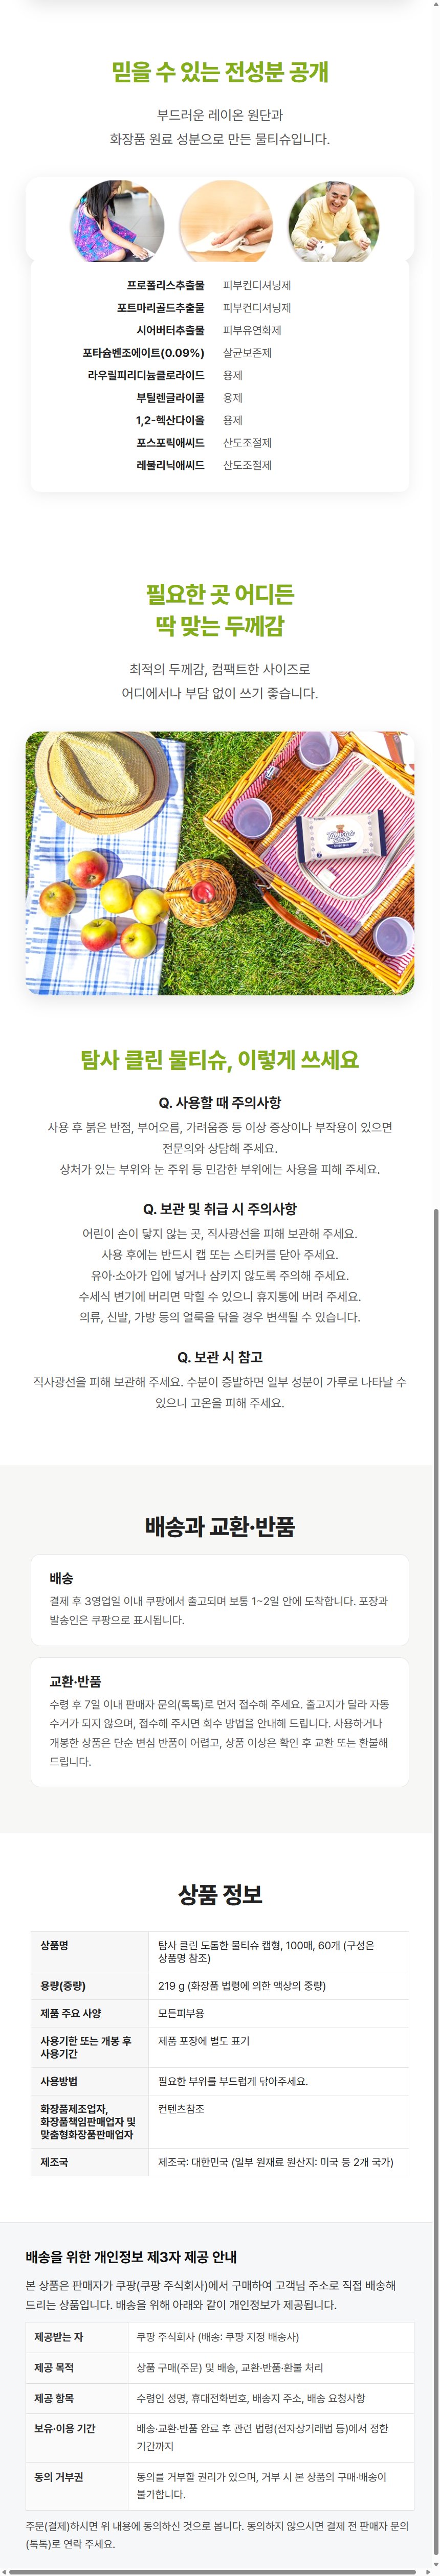 믿을 수 있는 전성분 공개
부드러운 레이온 원단과
화장품 원료 성분으로 만든 물티슈입니다.
프로폴리스추출물 피부컨디셔닝제
포트마리골드추출물 피부컨디셔닝제
시어버터추출물 피부유연화제
포타슘벤조에이트(0.09%) 살균보존제
라우릴피리디늄클로라이드 용제
부틸렌글라이콜 용제
1,2-헥산다이올 용제
포스포릭애씨드 산도조절제
레불리닉애씨드 산도조절제
필요한 곳 어디든
딱 맞는 두께감
최적의 두께감, 컴팩트한 사이즈로
어디에서나 부담 없이 쓰기 좋습니다.
탐사 클린 물티슈, 이렇게 쓰세요
Q. 사용할 때 주의사항
사용 후 붉은 반점, 부어오름, 가려움증 등 이상 증상이나 부작용이 있으면
전문의와 상담해 주세요.
상처가 있는 부위와 눈 주위 등 민감한 부위에는 사용을 피해 주세요.
Q. 보관 및 취급 시 주의사항
어린이 손이 닿지 않는 곳, 직사광선을 피해 보관해 주세요.
사용 후에는 반드시 캡 또는 스티커를 닫아 주세요.
유아·소아가 입에 넣거나 삼키지 않도록 주의해 주세요.
수세식 변기에 버리면 막힐 수 있으니 휴지통에 버려 주세요.
의류, 신발, 가방 등의 얼룩을 닦을 경우 변색될 수 있습니다.
Q. 보관 시 참고
직사광선을 피해 보관해 주세요. 수분이 증발하면 일부 성분이 가루로 나타날 수
있으니 고온을 피해 주세요.
배송과 교환·반품
배송
결제 후 3영업일 이내 쿠팡에서 출고되며 보통 1~2일 안에 도착합니다. 포장과
발송인은 쿠팡으로 표시됩니다.
교환·반품
수령 후 7일 이내 판매자 문의(톡톡)로 먼저 접수해 주세요. 출고지가 달라 자동
수거가 되지 않으며, 접수해 주시면 회수 방법을 안내해 드립니다. 사용하거나
개봉한 상품은 단순 변심 반품이 어렵고, 상품 이상은 확인 후 교환 또는 환불해
드립니다.
상품 정보
상품명 탐사 클린 도톰한 물티슈 캡형, 100매, 60개 (구성은
상품명 참조)
용량(중량) 219 g (화장품 법령에 의한 액상의 중량)
제품 주요 사양 모든피부용
사용기한 또는 개봉 후 제품 포장에 별도 표기
사용기간
사용방법 필요한 부위를 부드럽게 닦아주세요.
화장품제조업자, 컨텐츠참조
화장품책임판매업자 및
맞춤형화장품판매업자
제조국 제조국: 대한민국 (일부 원재료 원산지: 미국 등 2개 국가)
배송을 위한 개인정보 제3자 제공 안내
본 상품은 판매자가 쿠팡(쿠팡 주식회사)에서 구매하여 고객님 주소로 직접 배송해
드리는 상품입니다. 배송을 위해 아래와 같이 개인정보가 제공됩니다.
제공받는 자 쿠팡 주식회사 (배송: 쿠팡 지정 배송사)
제공 목적 상품 구매(주문) 및 배송, 교환·반품·환불 처리
제공 항목 수령인 성명, 휴대전화번호, 배송지 주소, 배송 요청사항
보유·이용 기간 배송·교환·반품 완료 후 관련 법령(전자상거래법 등)에서 정한
기간까지
동의 거부권 동의를 거부할 권리가 있으며, 거부 시 본 상품의 구매·배송이
불가합니다.
주문(결제)하시면 위 내용에 동의하신 것으로 봅니다. 동의하지 않으시면 결제 전 판매자 문의
(톡톡)로 연락 주세요.